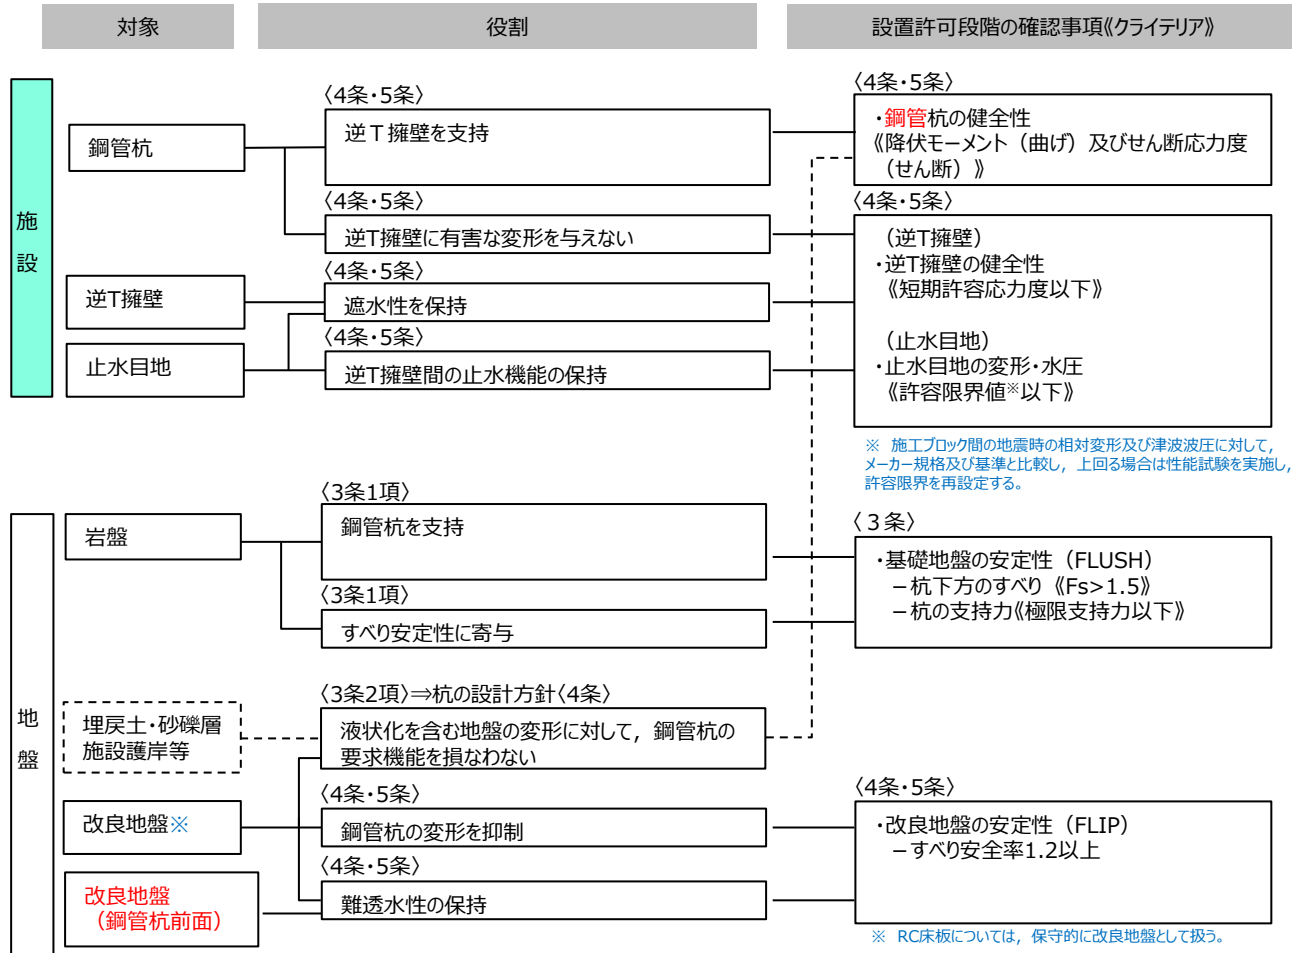 対象
役割
設置許可段階の確認事項《クライテリア》
施設
鋼管杭
〈4条・5条〉
逆Ｔ擁壁を支持
〈4条・5条〉
・鋼管杭の健全性
《降伏モーメント（曲げ）及びせん断応力度
（せん断）》
〈4条・5条〉
逆T擁壁に有害な変形を与えない
〈4条・5条〉
（逆T擁壁）
・逆T擁壁の健全性
《短期許容応力度以下》
（止水目地）
・止水目地の変形・水圧
《許容限界値※以下》
逆T擁壁
〈4条・5条〉
遮水性を保持
止水目地
〈4条・5条〉
逆T擁壁間の止水機能の保持
※　施工ブロック間の地震時の相対変形及び津波波圧に対して，
メーカー規格及び基準と比較し，上回る場合は性能試験を実施し，
許容限界を再設定する。
地盤
岩盤
〈3条1項〉
鋼管杭を支持
〈３条〉
・基礎地盤の安定性（FLUSH）
－杭下方のすべり《Fs>1.5》
－杭の支持力《極限支持力以下》
〈3条1項〉
すべり安定性に寄与
埋戻土・砂礫層
施設護岸等
〈3条2項〉⇒杭の設計方針〈4条〉
液状化を含む地盤の変形に対して，鋼管杭の
要求機能を損なわない
改良地盤※
〈4条・5条〉
鋼管杭の変形を抑制
〈4条・5条〉
・改良地盤の安定性（FLIP）
－すべり安全率1.2以上
改良地盤
（鋼管杭前面）
〈4条・5条〉
難透水性の保持
※　RC床板については，保守的に改良地盤として扱う。